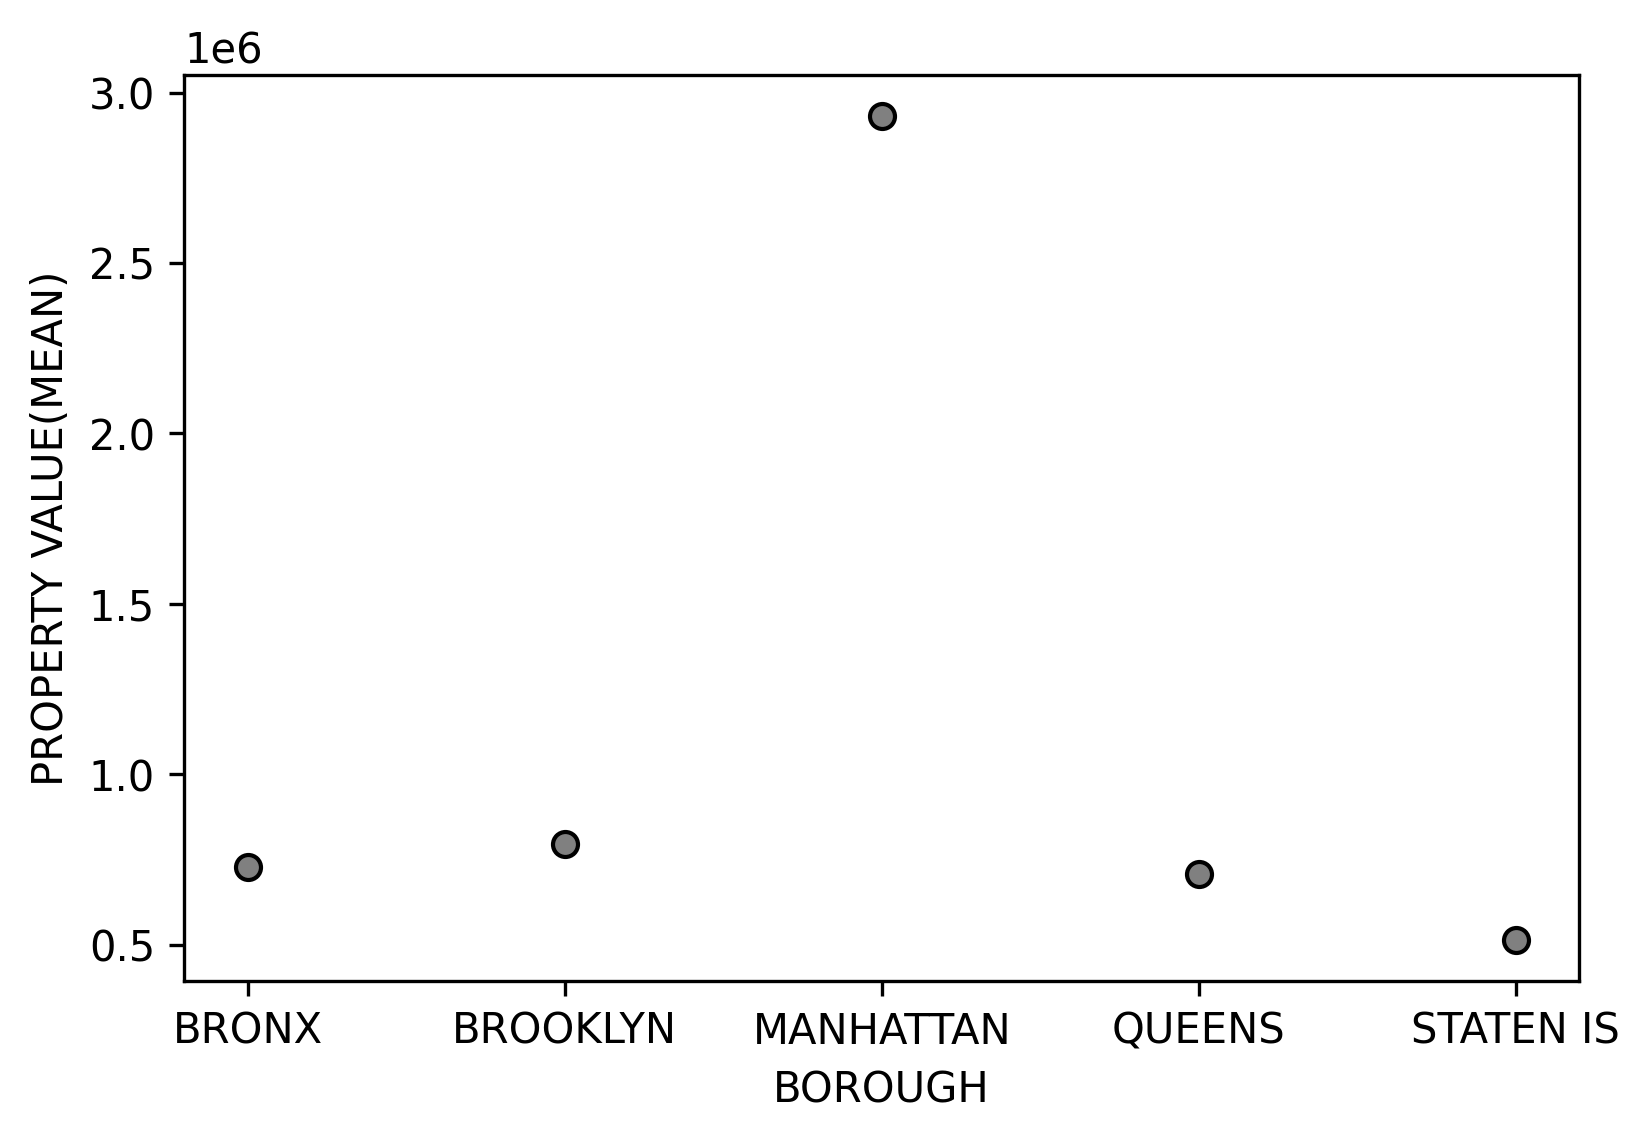 1e6
3.0
2.5
2.0
1.5
1.0
0.5
PROPERTY VALUE(MEAN)
BRONX BROOKLYN MANHATTAN QUEENS STATEN IS
BOROUGH